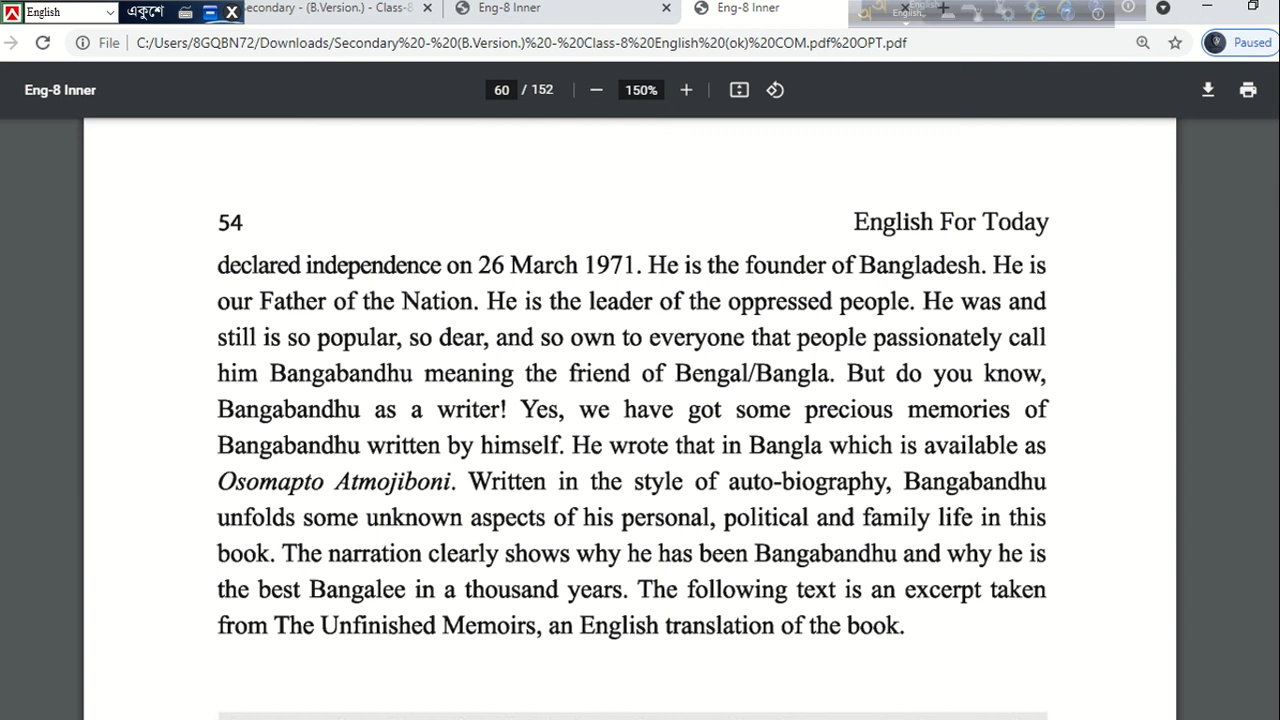 English একুশে econdary - (B.Version.) - Class-8 Eng-8 Inner Eng-8 Inner
File C:/Users/8GQBN72/Downloads/Secondary%20-%20(B.Version.)%20-%20Class-8%20English%20(ok)%20COM.pdf%20OPT.pdf Paused
Eng-8 Inner 60 / 152 150%
54 English For Today
declared independence on 26 March 1971. He is the founder of Bangladesh. He is
our Father of the Nation. He is the leader of the oppressed people. He was and
still is so popular, so dear, and so own to everyone that people passionately call
him Bangabandhu meaning the friend of Bengal/Bangla. But do you know,
Bangabandhu as a writer! Yes, we have got some precious memories of
Bangabandhu written by himself. He wrote that in Bangla which is available as
Osomapto Atmojiboni. Written in the style of auto-biography, Bangabandhu
unfolds some unknown aspects of his personal, political and family life in this
book. The narration clearly shows why he has been Bangabandhu and why he is
the best Bangalee in a thousand years. The following text is an excerpt taken
from The Unfinished Memoirs, an English translation of the book.